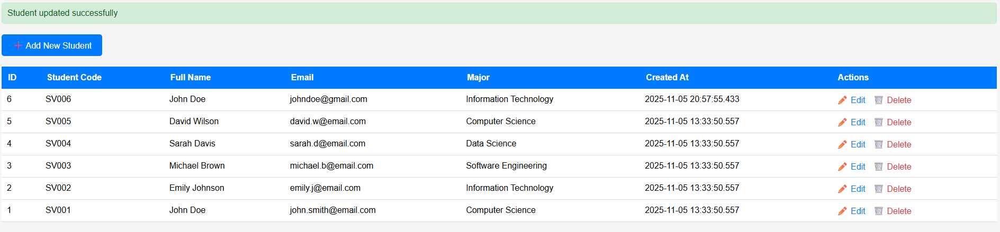 Student updated successfully
Add New Student
ID Student Code Full Name Email Major Created At Actions
6 SV006 John Doe johndoe@gmail.com Information Technology 2025-11-05 20:57:55.433 Edit Delete
5 SV005 David Wilson david.w@email.com Computer Science 2025-11-05 13:33:50.557 Edit Delete
4 SV004 Sarah Davis sarah.d@email.com Data Science 2025-11-05 13:33:50.557 Edit Delete
3 SV003 Michael Brown michael.b@email.com Software Engineering 2025-11-05 13:33:50.557 Edit Delete
2 SV002 Emily Johnson emily.j@email.com Information Technology 2025-11-05 13:33:50.557 Edit Delete
1 SV001 John Doe john.smith@email.com Computer Science 2025-11-05 13:33:50.557 Edit Delete